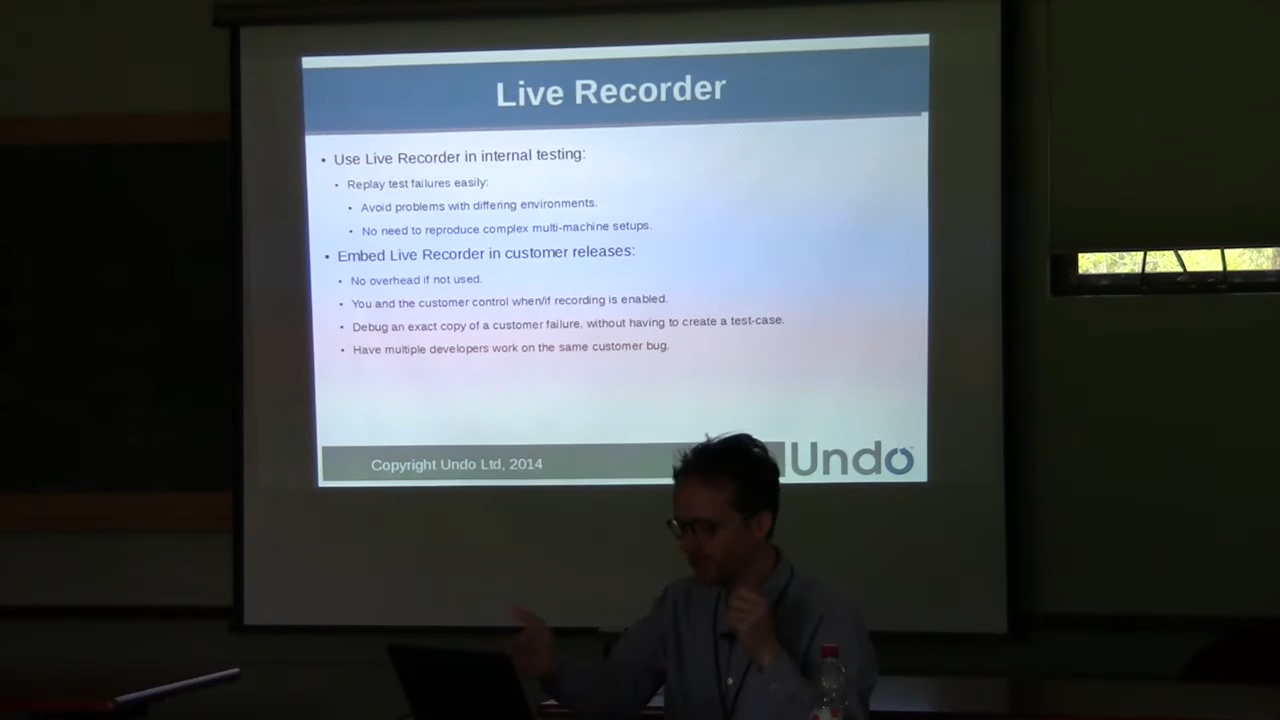 Live Recorder
• Use Live Recorder in internal testing:
• Replay test failures easily:
• Avoid problems with differing environments.
• No need to reproduce complex multi-machine setups.
• Embed Live Recorder in customer releases:
• No overhead if not used.
• You and the customer control when/if recording is enabled.
• Debug an exact copy of a customer failure, without having to create a test-case.
• Have multiple developers work on the same customer bug.
Copyright Undo Ltd, 2014
Undo